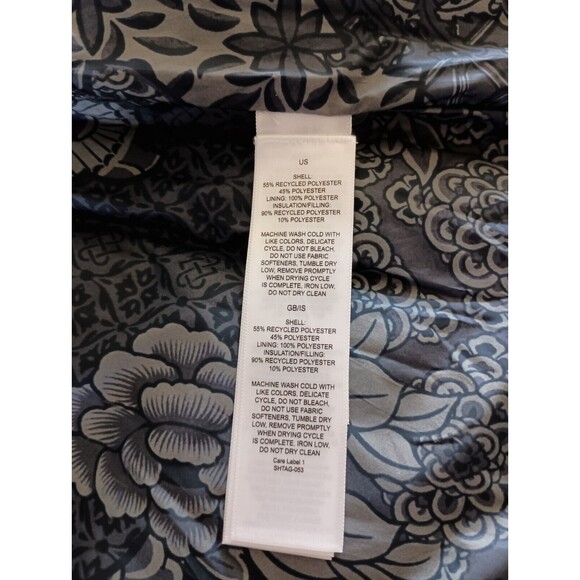 US
SHELL:
55% RECYCLED POLYESTER
45% POLYESTER
LINING: 100% POLYESTER
INSULATION/FILLING:
90% RECYCLED POLYESTER
10% POLYESTER
MACHINE WASH COLD WITH
LIKE COLORS, DELICATE
CYCLE, DO NOT BLEACH,
DO NOT USE FABRIC
SOFTENERS, TUMBLE DRY
LOW, REMOVE PROMPTLY
WHEN DRYING CYCLE
IS COMPLETE, IRON LOW,
DO NOT DRY CLEAN
GB/IS
SHELL:
55% RECYCLED POLYESTER
45% POLYESTER
LINING: 100% POLYESTER
INSULATION/FILLING:
90% RECYCLED POLYESTER
10% POLYESTER
MACHINE WASH COLD WITH
LIKE COLORS, DELICATE
CYCLE, DO NOT BLEACH,
DO NOT USE FABRIC
SOFTENERS, TUMBLE DRY
LOW, REMOVE PROMPTLY
WHEN DRYING CYCLE
IS COMPLETE, IRON LOW,
DO NOT DRY CLEAN
Care Label 1
SHTAG-053